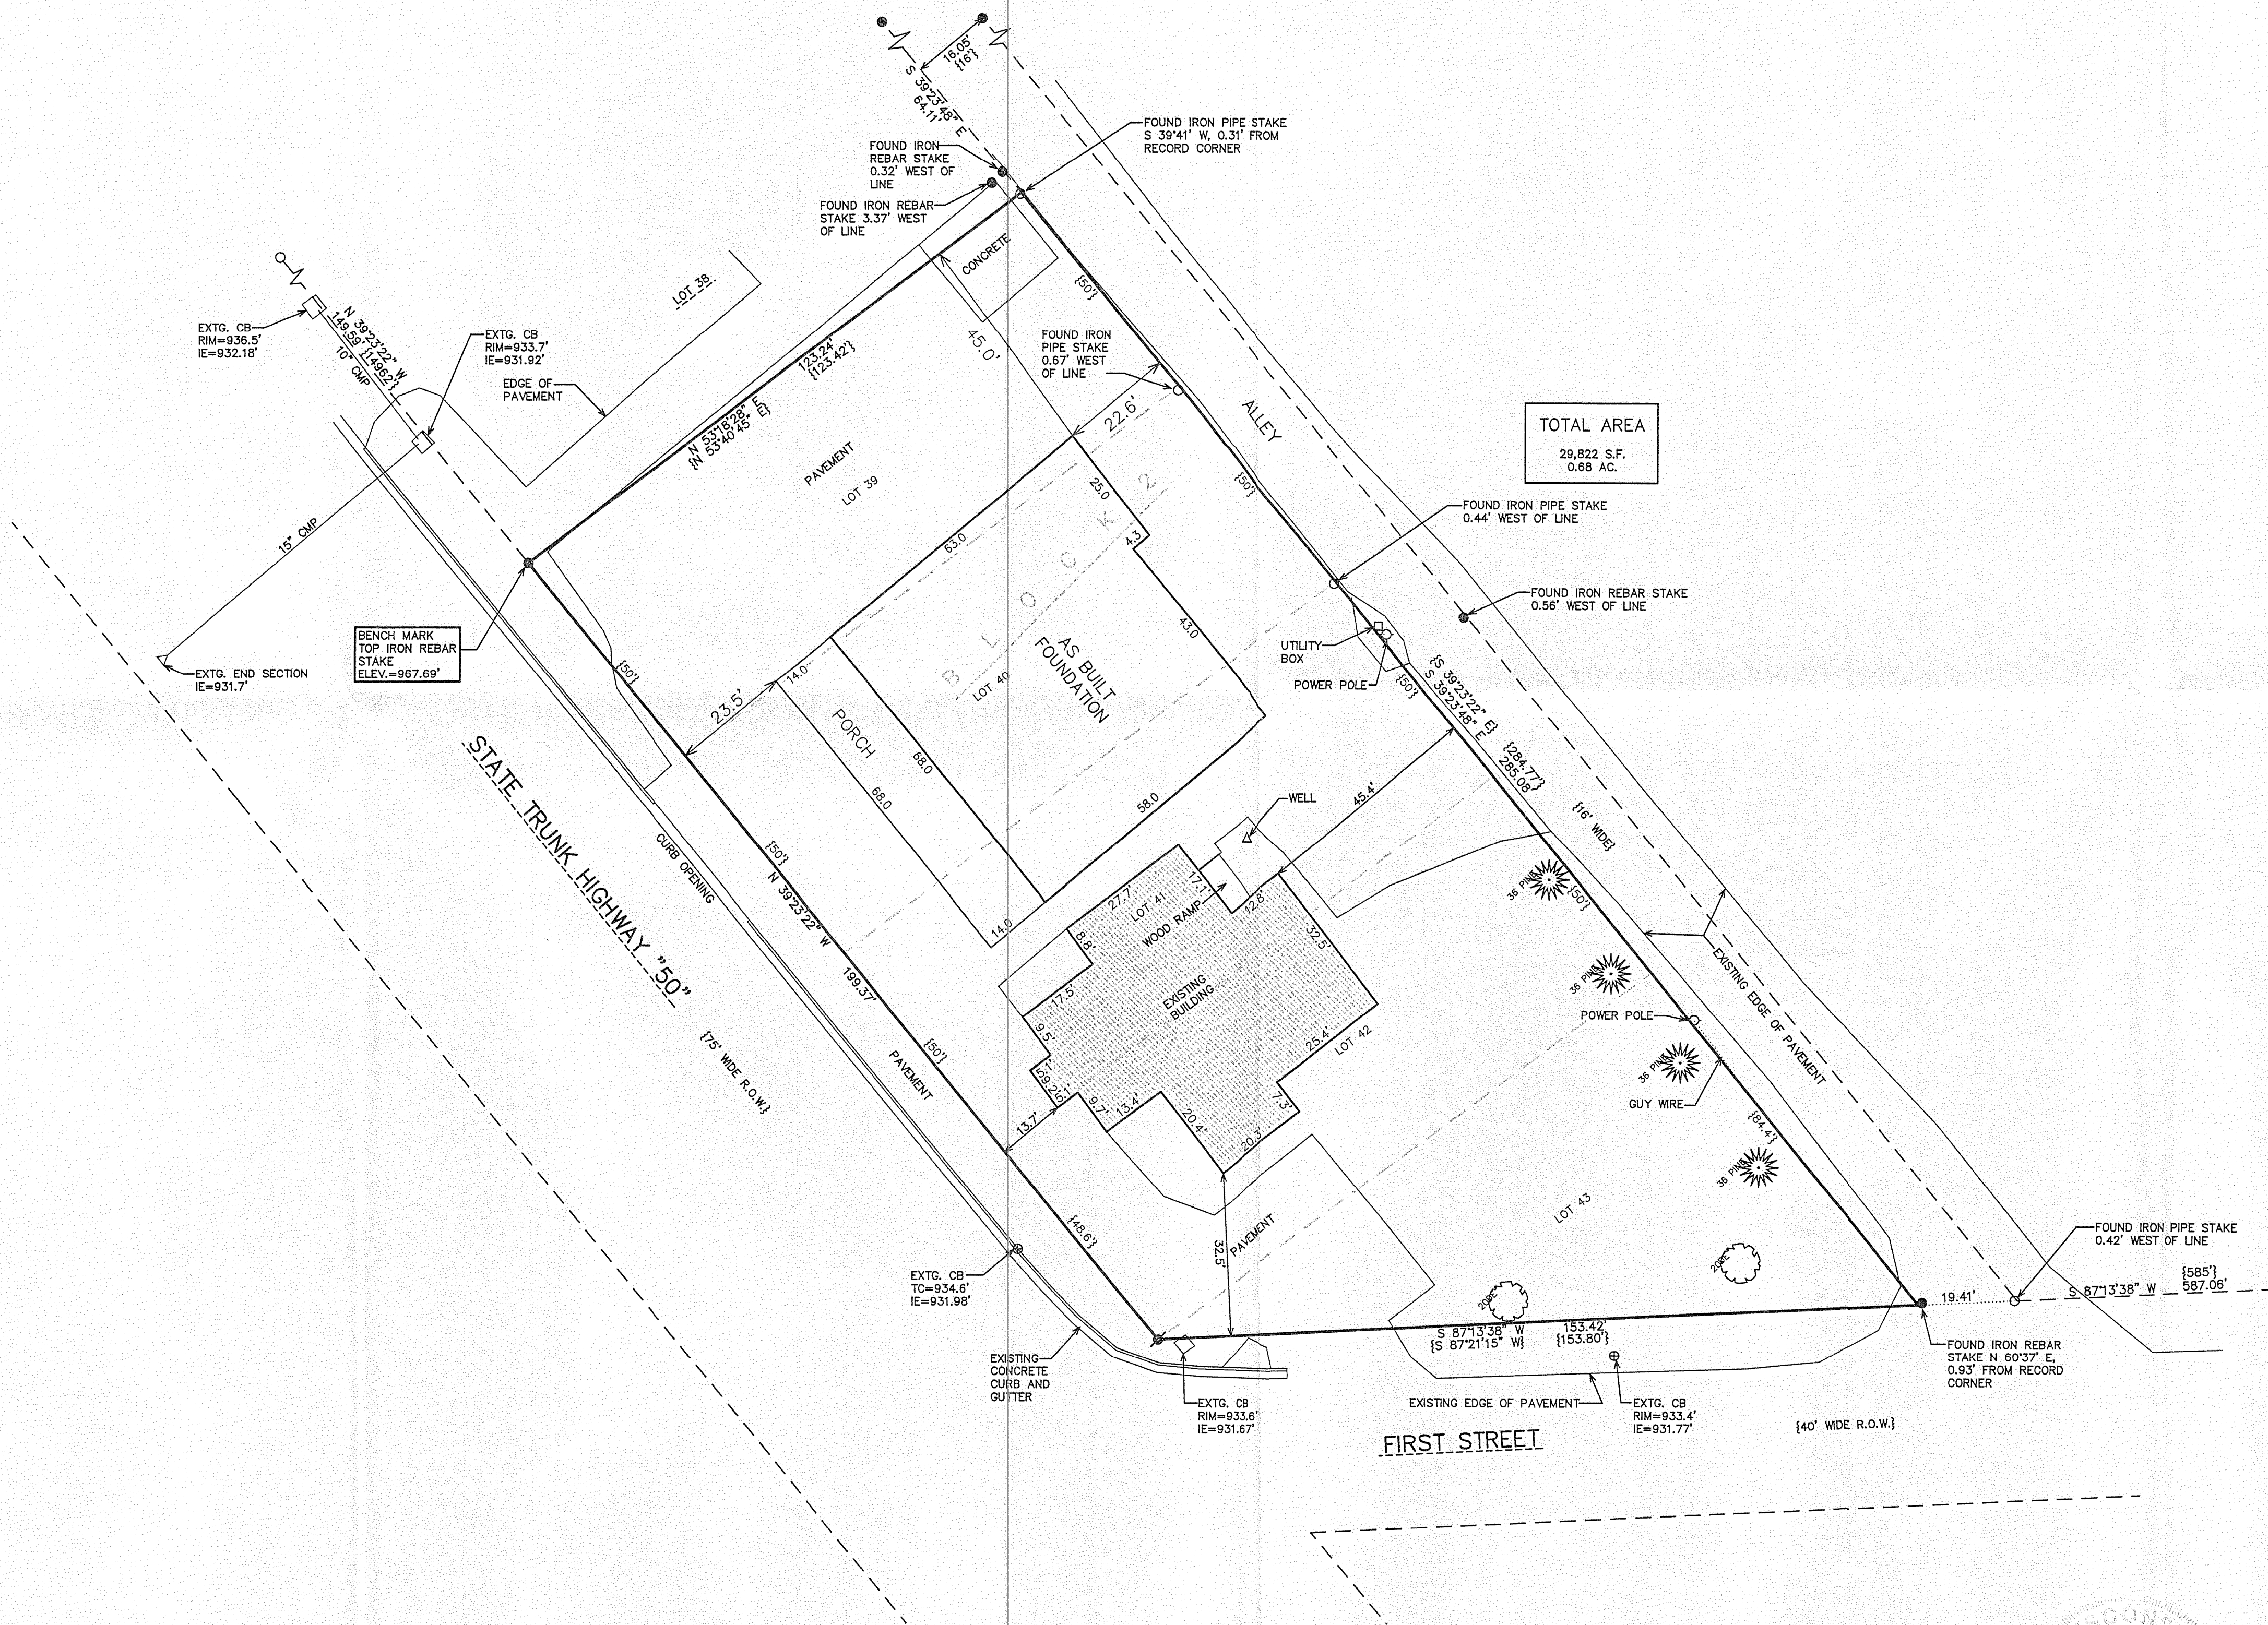 16.05'
{16'}
S 39°23'48" E
64.11'
FOUND IRON PIPE STAKE
S 39°41' W, 0.31' FROM
RECORD CORNER
FOUND IRON
REBAR STAKE
0.32' WEST OF
LINE
FOUND IRON REBAR
STAKE 3.37' WEST
OF LINE
CONCRETE
{50'}
LOT 38
EXTG. CB
RIM=936.5'
IE=932.18'
N 39°23'22" W
149.59' {149.62'}
10" CMP
EXTG. CB
RIM=933.7'
IE=931.92'
EDGE OF
PAVEMENT
123.24'
{123.42'}
N 53°18'28" E
{N 53°40'45" E}
45.0'
FOUND IRON
PIPE STAKE
0.67' WEST
OF LINE
22.6'
ALLEY
TOTAL AREA
29,822 S.F.
0.68 AC.
PAVEMENT
LOT 39
25.0
{50'}
4.3
FOUND IRON PIPE STAKE
0.44' WEST OF LINE
15" CMP
63.0
BLOCK 2
43.0
FOUND IRON REBAR STAKE
0.56' WEST OF LINE
BENCH MARK
TOP IRON REBAR
STAKE
ELEV.=967.69'
EXTG. END SECTION
IE=931.7'
{50'}
23.5'
14.0
LOT 40
AS BUILT
FOUNDATION
UTILITY
BOX
POWER POLE
{50'}
{S 39°23'22" E}
S 39°23'48" E
{284.77'}
285.08'
{16' WIDE}
PORCH
68.0
68.0
58.0
14.0
STATE TRUNK HIGHWAY "50"
{75' WIDE R.O.W.}
CURB OPENING
{50'}
N 39°23'22" W
199.37'
{50'}
PAVEMENT
WELL
45.4'
27.7'
17.1'
LOT 41
WOOD RAMP
12.8'
8.8'
32.5'
17.5'
EXISTING
BUILDING
9.5'
5.1'
9.2'
5.1'
9.7'
13.4'
20.4'
20.3'
7.3'
25.4'
LOT 42
13.7'
36 PINE
{50'}
36 PINE
POWER POLE
36 PINE
GUY WIRE
EXISTING EDGE OF PAVEMENT
{84.4'}
36 PINE
{48.6'}
32.5'
PAVEMENT
LOT 43
EXTG. CB
TC=934.6'
IE=931.98'
FOUND IRON PIPE STAKE
0.42' WEST OF LINE
{585'}
S 87°13'38" W 587.06'
19.41'
S 87°13'38" W 153.42'
{S 87°21'15" W} {153.80'}
FOUND IRON REBAR
STAKE N 60°37' E,
0.93' FROM RECORD
CORNER
EXISTING
CONCRETE
CURB AND
GUTTER
EXTG. CB
RIM=933.6'
IE=931.67'
EXISTING EDGE OF PAVEMENT
EXTG. CB
RIM=933.4'
IE=931.77'
{40' WIDE R.O.W.}
FIRST STREET